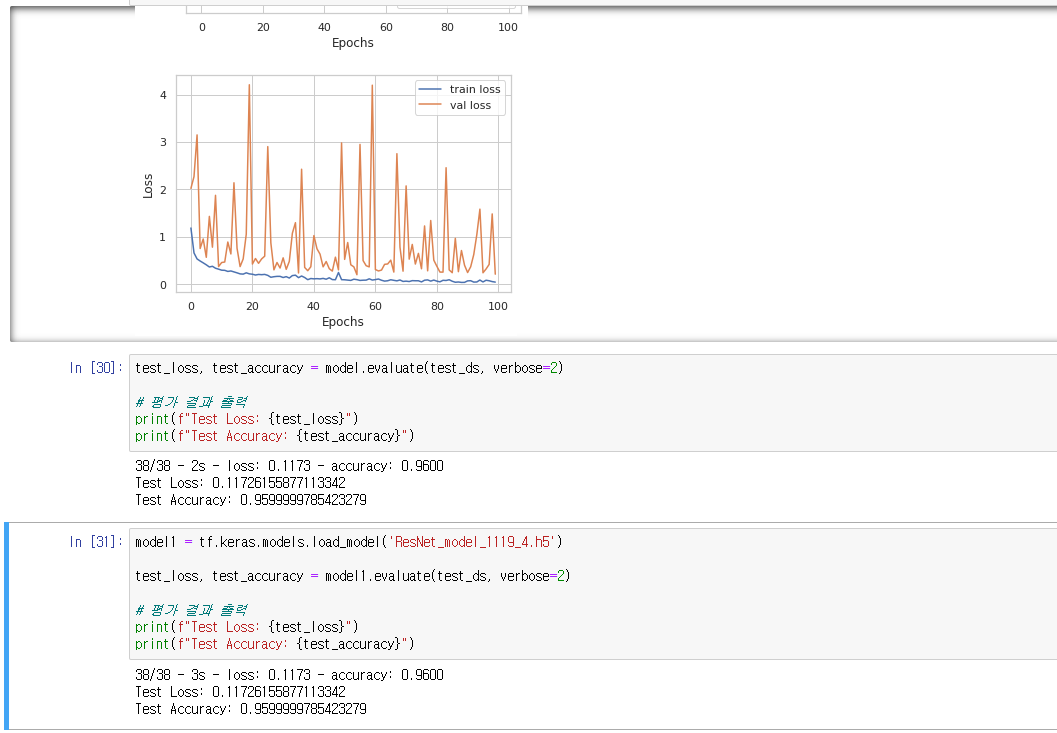 0 20 40 60 80 100
Epochs
train loss
val loss
4
3
2
1
0
Loss
0 20 40 60 80 100
Epochs
In [30]:
test_loss, test_accuracy = model.evaluate(test_ds, verbose=2)
# 평가 결과 출력
print(f"Test Loss: {test_loss}")
print(f"Test Accuracy: {test_accuracy}")
38/38 - 2s - loss: 0.1173 - accuracy: 0.9600
Test Loss: 0.11726155877113342
Test Accuracy: 0.9599999785423279
In [31]:
model1 = tf.keras.models.load_model('ResNet_model_1119_4.h5')
test_loss, test_accuracy = model1.evaluate(test_ds, verbose=2)
# 평가 결과 출력
print(f"Test Loss: {test_loss}")
print(f"Test Accuracy: {test_accuracy}")
38/38 - 3s - loss: 0.1173 - accuracy: 0.9600
Test Loss: 0.11726155877113342
Test Accuracy: 0.9599999785423279